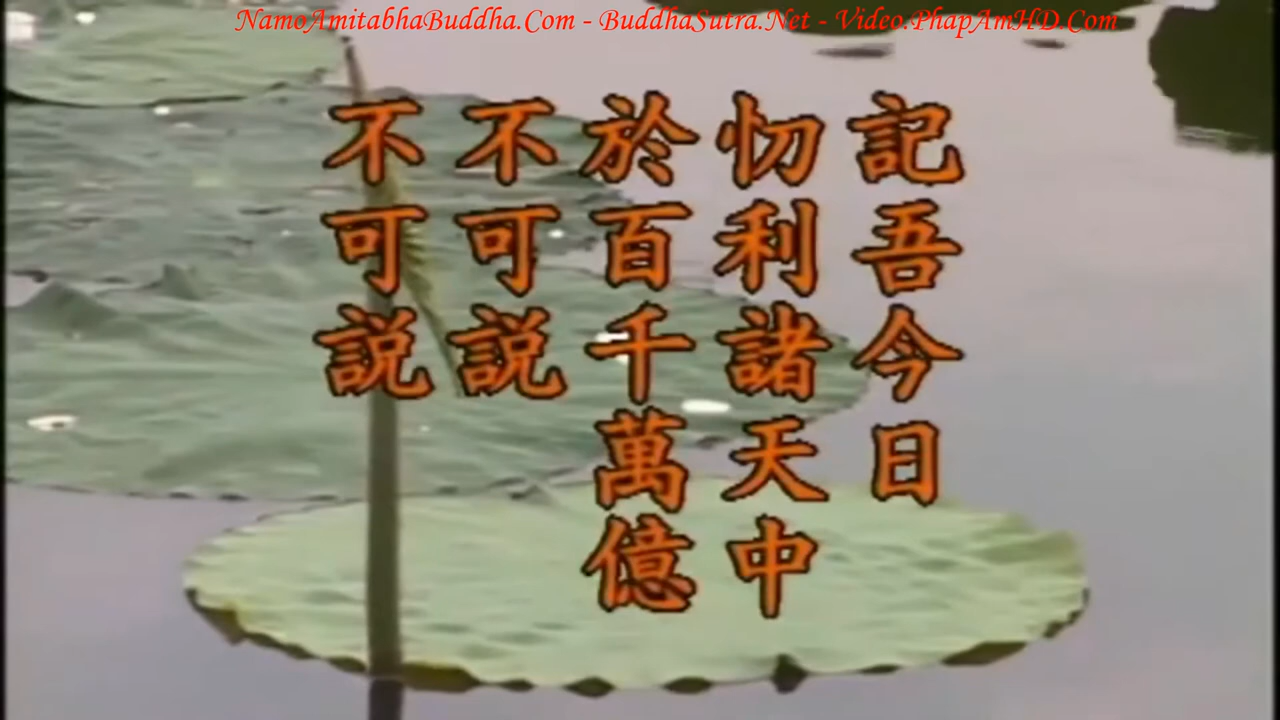 NamoAmitabhaBuddha.Com - BuddhaSutra.Net - Video.PhapAmHD.Com
記吾今日
忉利諸天中
於百千萬億
不可說
不可說